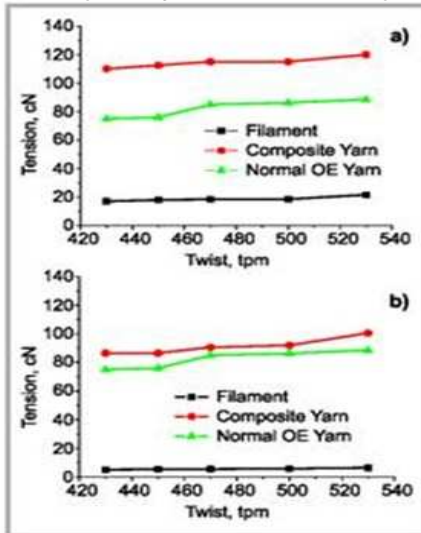 140
a)
120
100
80
60
40
20
0
Tension, cN
Filament
Composite Yarn
Normal OE Yarn
420 440 460 480 500 520 540
Twist, tpm
140
b)
120
100
80
60
40
20
0
Tension, cN
Filament
Composite Yarn
Normal OE Yarn
420 440 460 480 500 520 540
Twist, tpm